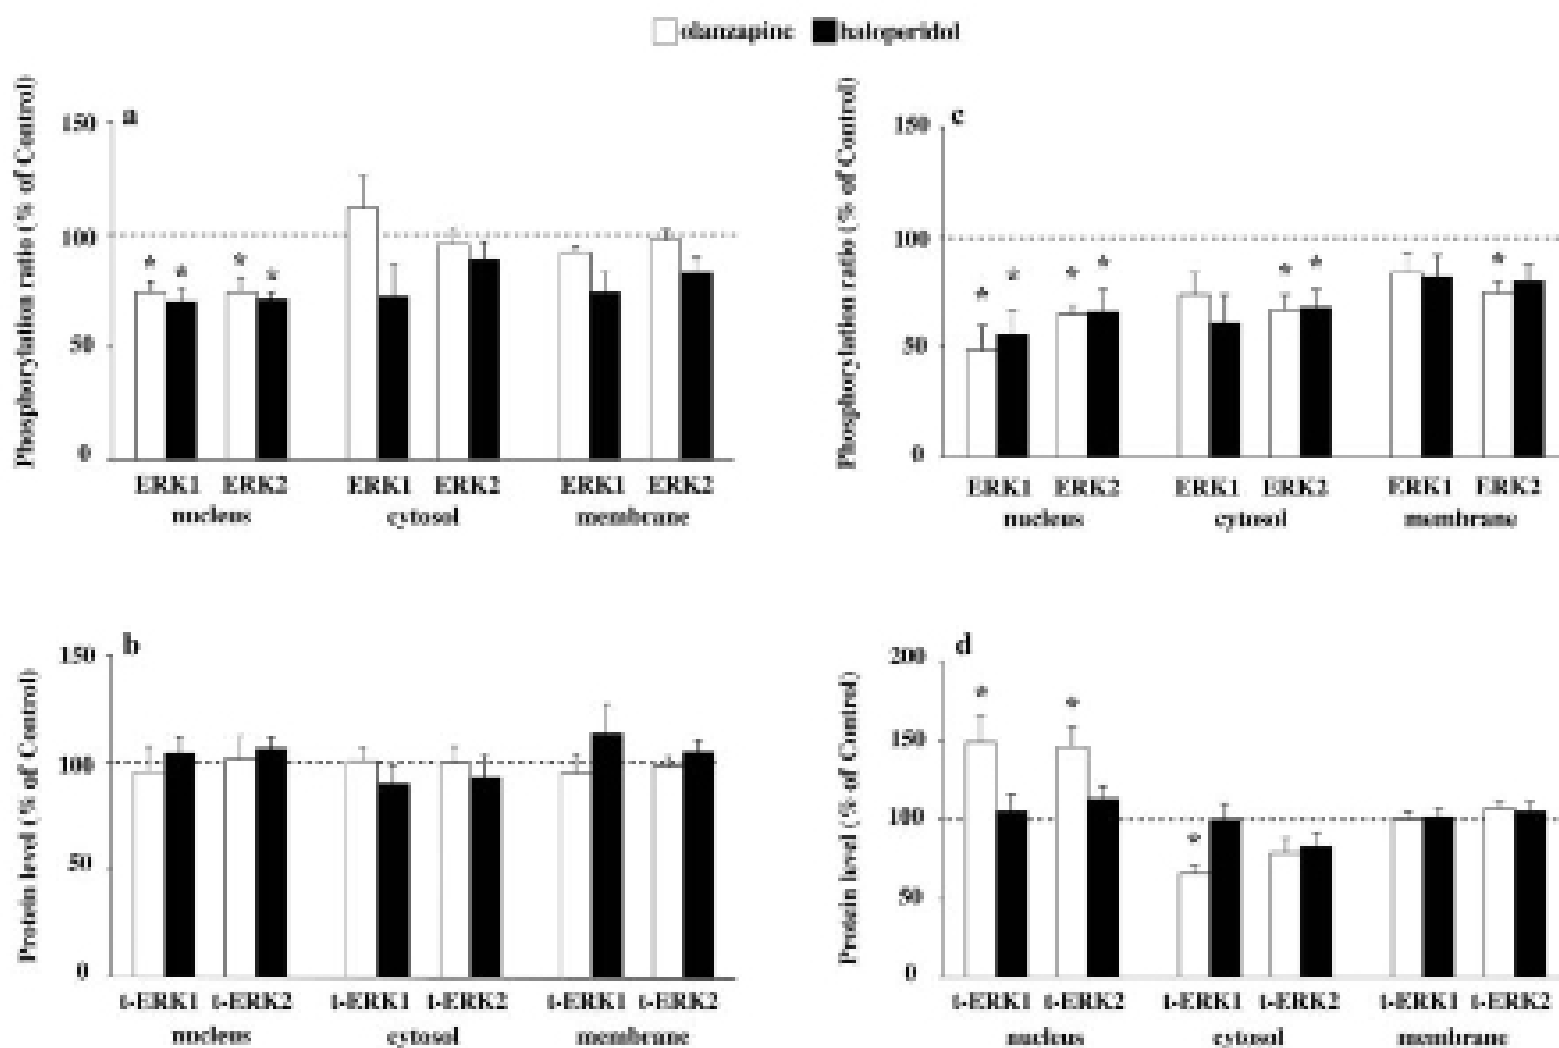 olanzapine haloperidol
a
Phosphorylation ratio (% of Control)
150
100
50
0
* * * *
ERK1 ERK2 ERK1 ERK2 ERK1 ERK2
nucleus cytosol membrane
c
Phosphorylation ratio (% of Control)
150
100
50
0
* * * * * * *
ERK1 ERK2 ERK1 ERK2 ERK1 ERK2
nucleus cytosol membrane
b
Protein level (% of Control)
150
100
50
0
t-ERK1 t-ERK2 t-ERK1 t-ERK2 t-ERK1 t-ERK2
nucleus cytosol membrane
d
Protein level (% of Control)
200
150
100
50
0
* * *
t-ERK1 t-ERK2 t-ERK1 t-ERK2 t-ERK1 t-ERK2
nucleus cytosol membrane